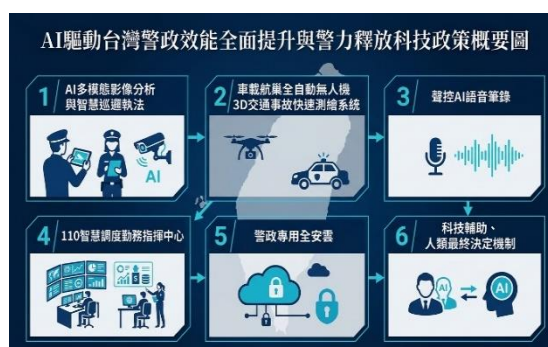 AI驅動台灣警政效能全面提升與警力釋放科技政策概要圖
1
AI多模態影像分析
與智慧巡邏執法
AI
2
車載航巢全自動無人機
3D交通事故快速測繪系統
3
聲控AI語音筆錄
4
110智慧調度勤務指揮中心
5
警政專用全安雲
6
科技輔助、
人類最終決定機制
AI
AI